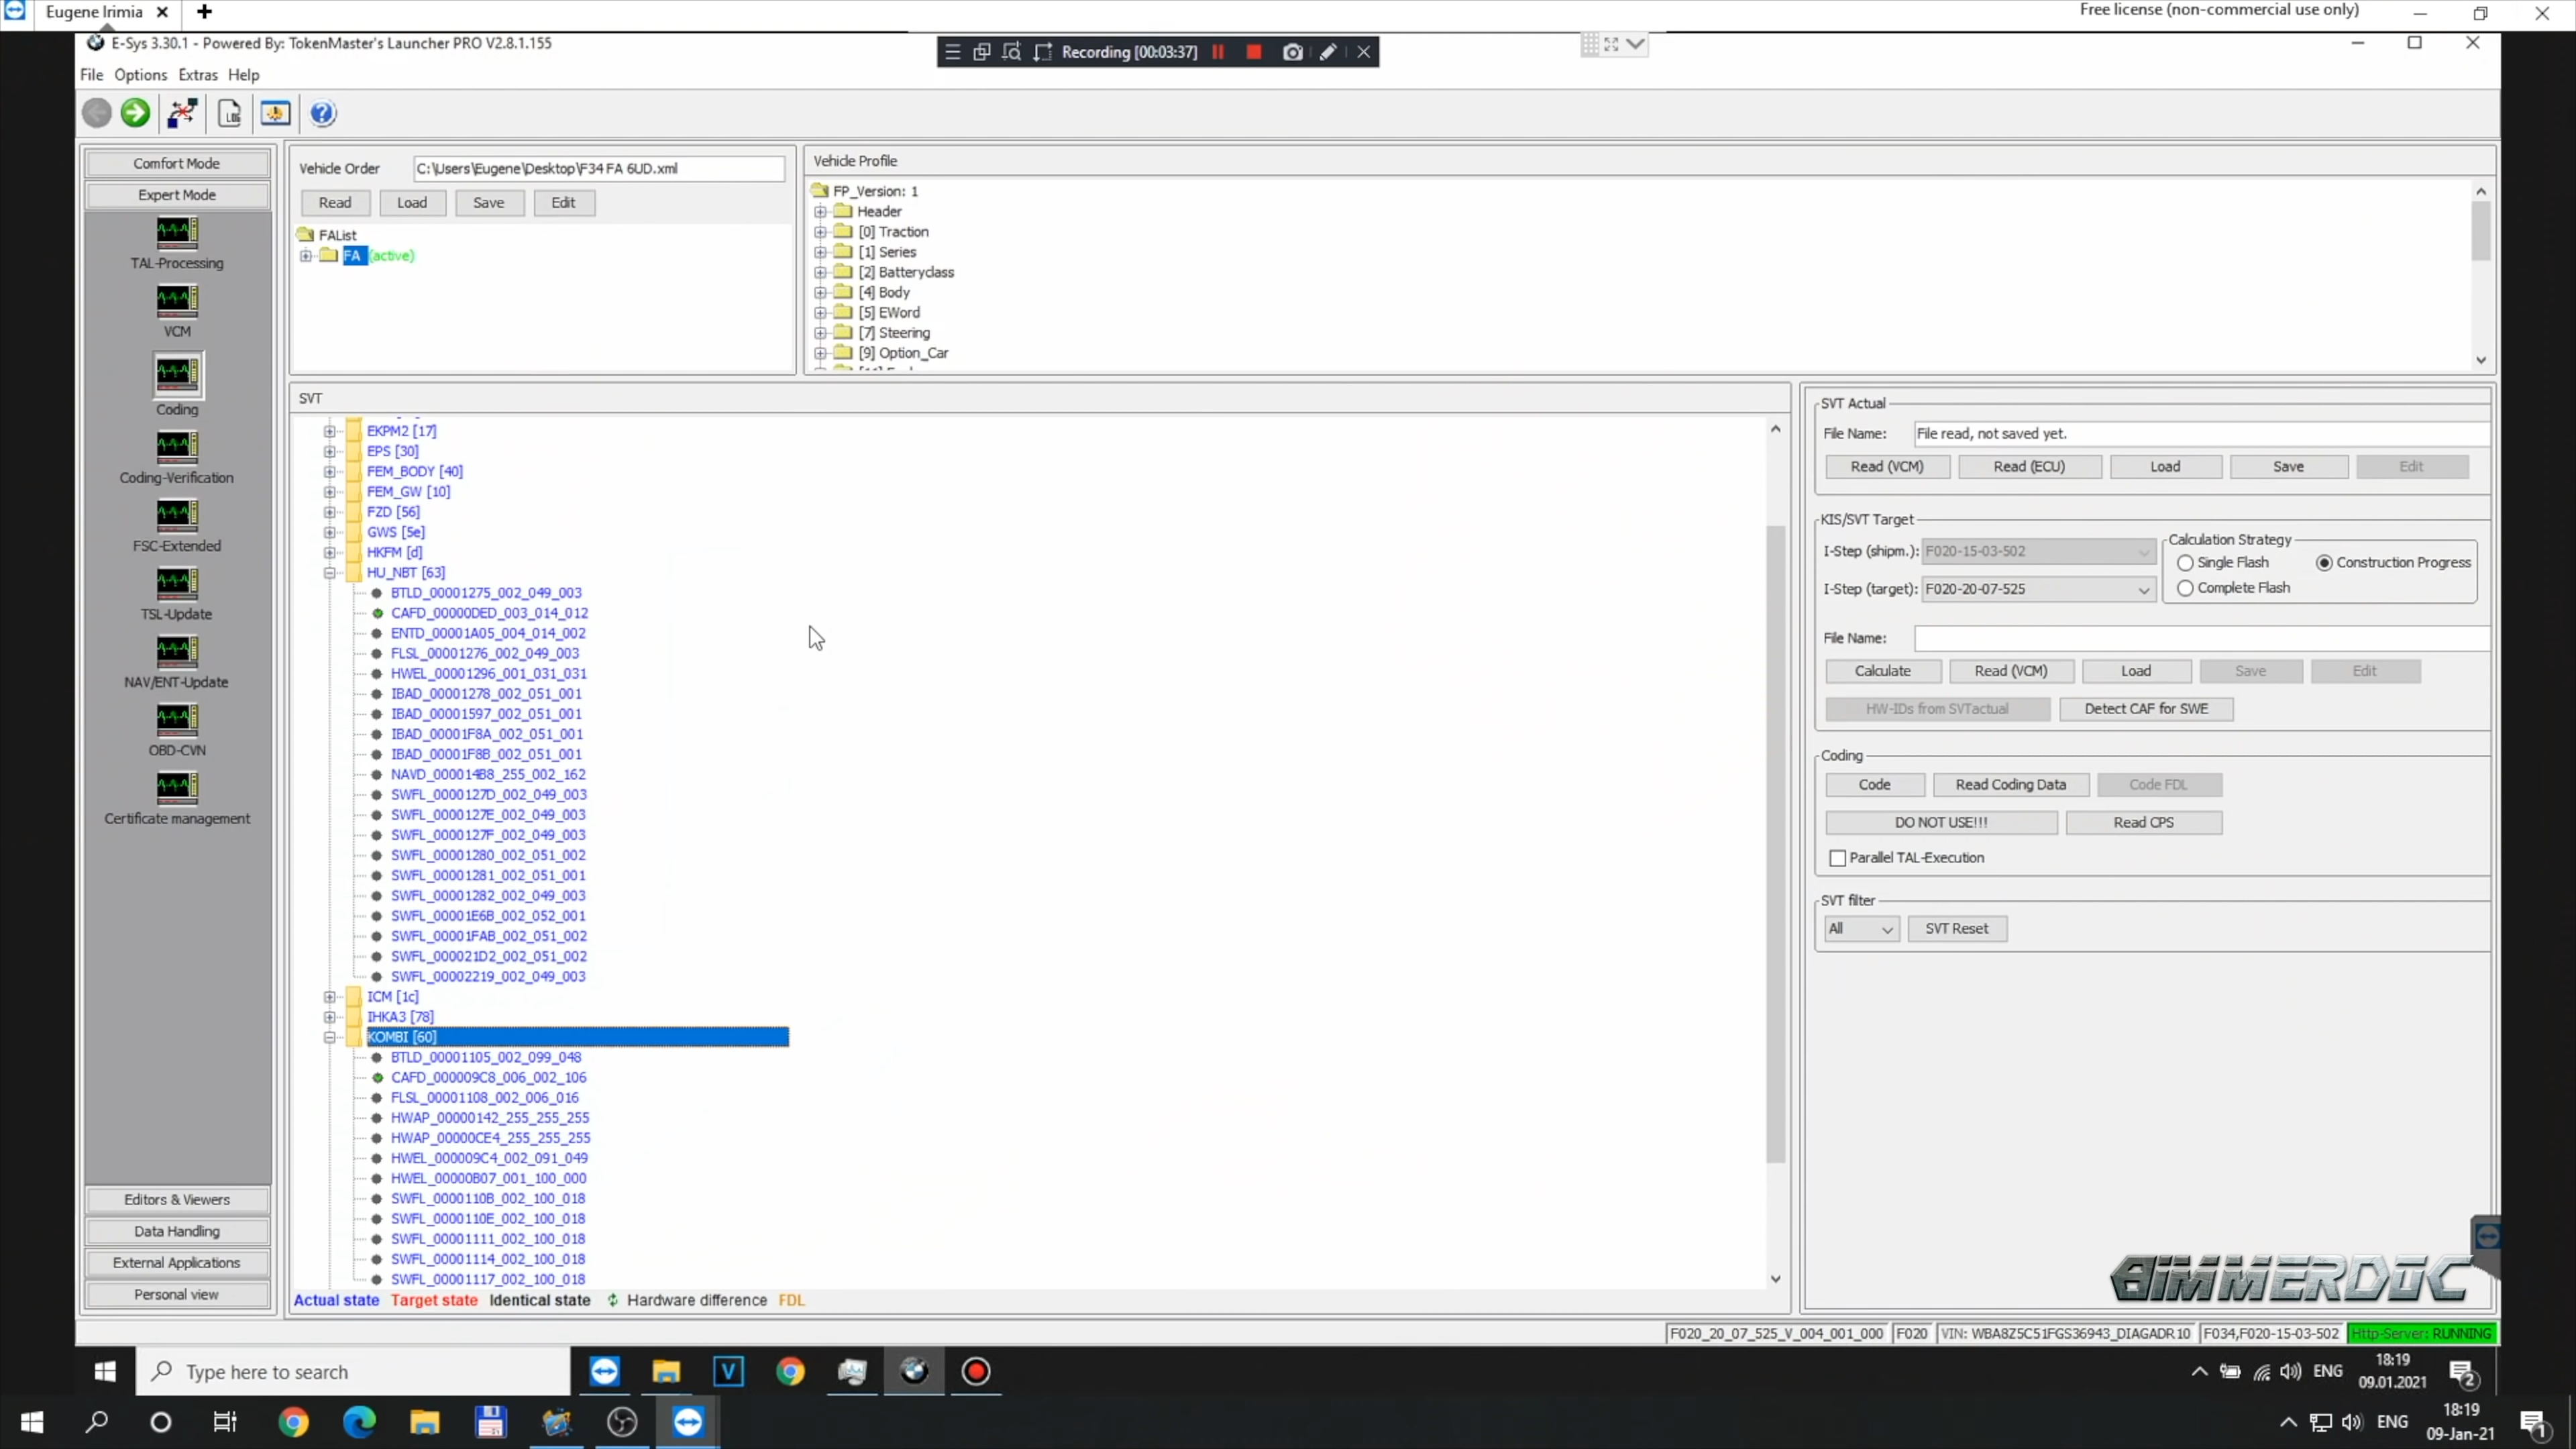 Eugene Irimia
Free license (non-commercial use only)
E-Sys 3.30.1 - Powered By: TokenMaster's Launcher PRO V2.8.1.155
Recording [00:03:37]
File Options Extras Help
Comfort Mode
Expert Mode
TAL-Processing
VCM
Coding
Coding-Verification
FSC-Extended
TSL-Update
NAV/ENT-Update
OBD-CVN
Certificate management
Editors & Viewers
Data Handling
External Applications
Personal view
Vehicle Order C:\Users\Eugene\Desktop\F34 FA 6UD.xml
Read Load Save Edit
FAList
FA (active)
Vehicle Profile
FP_Version: 1
Header
[0] Traction
[1] Series
[2] Batteryclass
[4] Body
[5] EWord
[7] Steering
[9] Option_Car
SVT
EKPM2 [17]
EPS [30]
FEM_BODY [40]
FEM_GW [10]
FZD [56]
GWS [5e]
HKFM [d]
HU_NBT [63]
BTLD_00001275_002_049_003
CAFD_00000DED_003_014_012
ENTD_00001A05_004_014_002
FLSL_00001276_002_049_003
HWEL_00001296_001_031_031
IBAD_00001278_002_051_001
IBAD_00001597_002_051_001
IBAD_00001F8A_002_051_001
IBAD_00001F8B_002_051_001
NAVD_000014B8_255_002_162
SWFL_0000127D_002_049_003
SWFL_0000127E_002_049_003
SWFL_0000127F_002_049_003
SWFL_00001280_002_051_002
SWFL_00001281_002_051_001
SWFL_00001282_002_049_003
SWFL_00001E6B_002_052_001
SWFL_00001FAB_002_051_002
SWFL_000021D2_002_051_002
SWFL_00002219_002_049_003
ICM [1c]
IHKA3 [78]
KOMBI [60]
BTLD_00001105_002_099_048
CAFD_000009C8_006_002_106
FLSL_00001108_002_006_016
HWAP_00000142_255_255_255
HWAP_00000CE4_255_255_255
HWEL_000009C4_002_091_049
HWEL_00000B07_001_100_000
SWFL_0000110B_002_100_018
SWFL_0000110E_002_100_018
SWFL_00001111_002_100_018
SWFL_00001114_002_100_018
SWFL_00001117_002_100_018
Actual state Target state Identical state Hardware difference FDL
SVT Actual
File Name: File read, not saved yet.
Read (VCM) Read (ECU) Load Save Edit
KIS/SVT Target
I-Step (shipm.): F020-15-03-502
I-Step (target): F020-20-07-525
Calculation Strategy
Single Flash Construction Progress
Complete Flash
File Name:
Calculate Read (VCM) Load Save Edit
HW-IDs from SVTactual Detect CAF for SWE
Coding
Code Read Coding Data Code FDL
DO NOT USE!!! Read CPS
Parallel TAL-Execution
SVT filter
All SVT Reset
BIMMERDOC
F020_20_07_525_V_004_001_000 F020 VIN: WBA8Z5C51FGS36943_DIAGADR10 F034,F020-15-03-502 Http-Server: RUNNING
Type here to search
ENG
18:19
09.01.2021
2
ENG
18:19
09-Jan-21
1